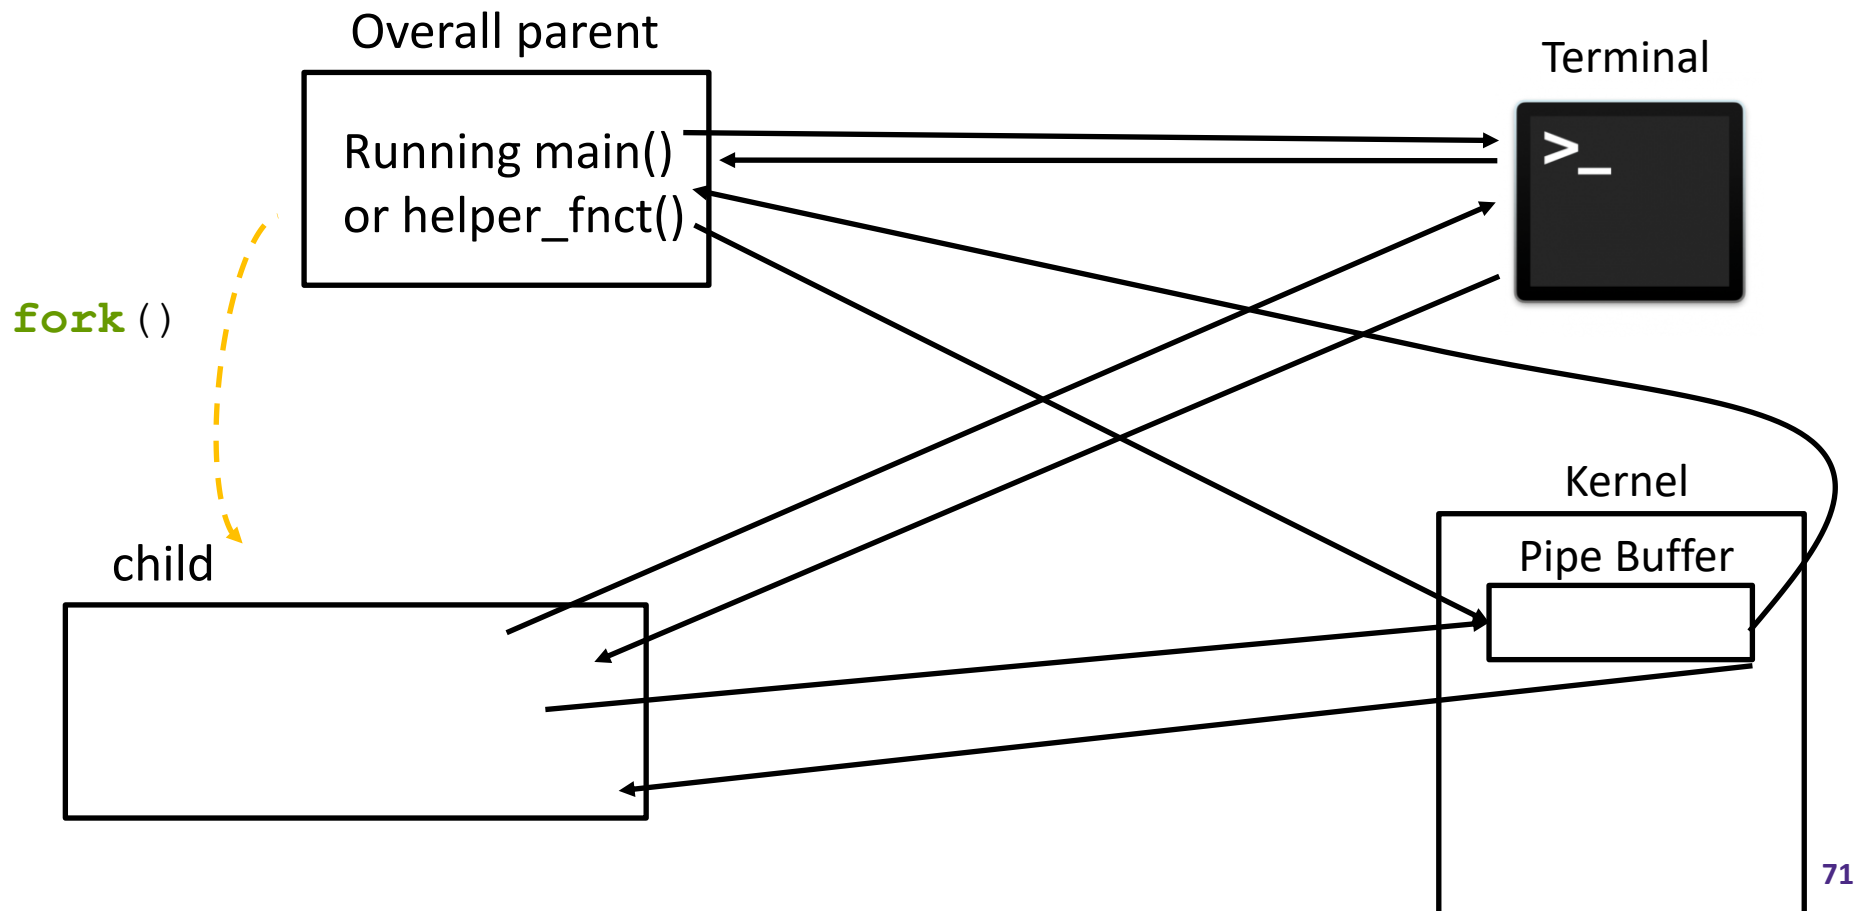 Overall parent
Terminal
>_
Running main()
or helper_fnct()
fork()
Kernel
Pipe Buffer
child
71